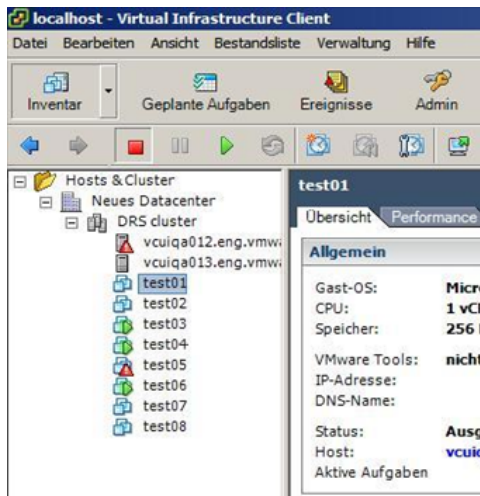 localhost - Virtual Infrastructure Client
Datei Bearbeiten Ansicht Bestandsliste Verwaltung Hilfe
Inventar Geplante Aufgaben Ereignisse Admin
Hosts & Cluster
Neues Datacenter
DRS cluster
vcuiqa012.eng.vmwa
vcuiqa013.eng.vmwa
test01
test02
test03
test04
test05
test06
test07
test08
test01
Übersicht Performance
Allgemein
Gast-OS: Micro
CPU: 1 vC
Speicher: 256
VMware Tools: nicht
IP-Adresse:
DNS-Name:
Status: Ausg
Host: vcuic
Aktive Aufgaben